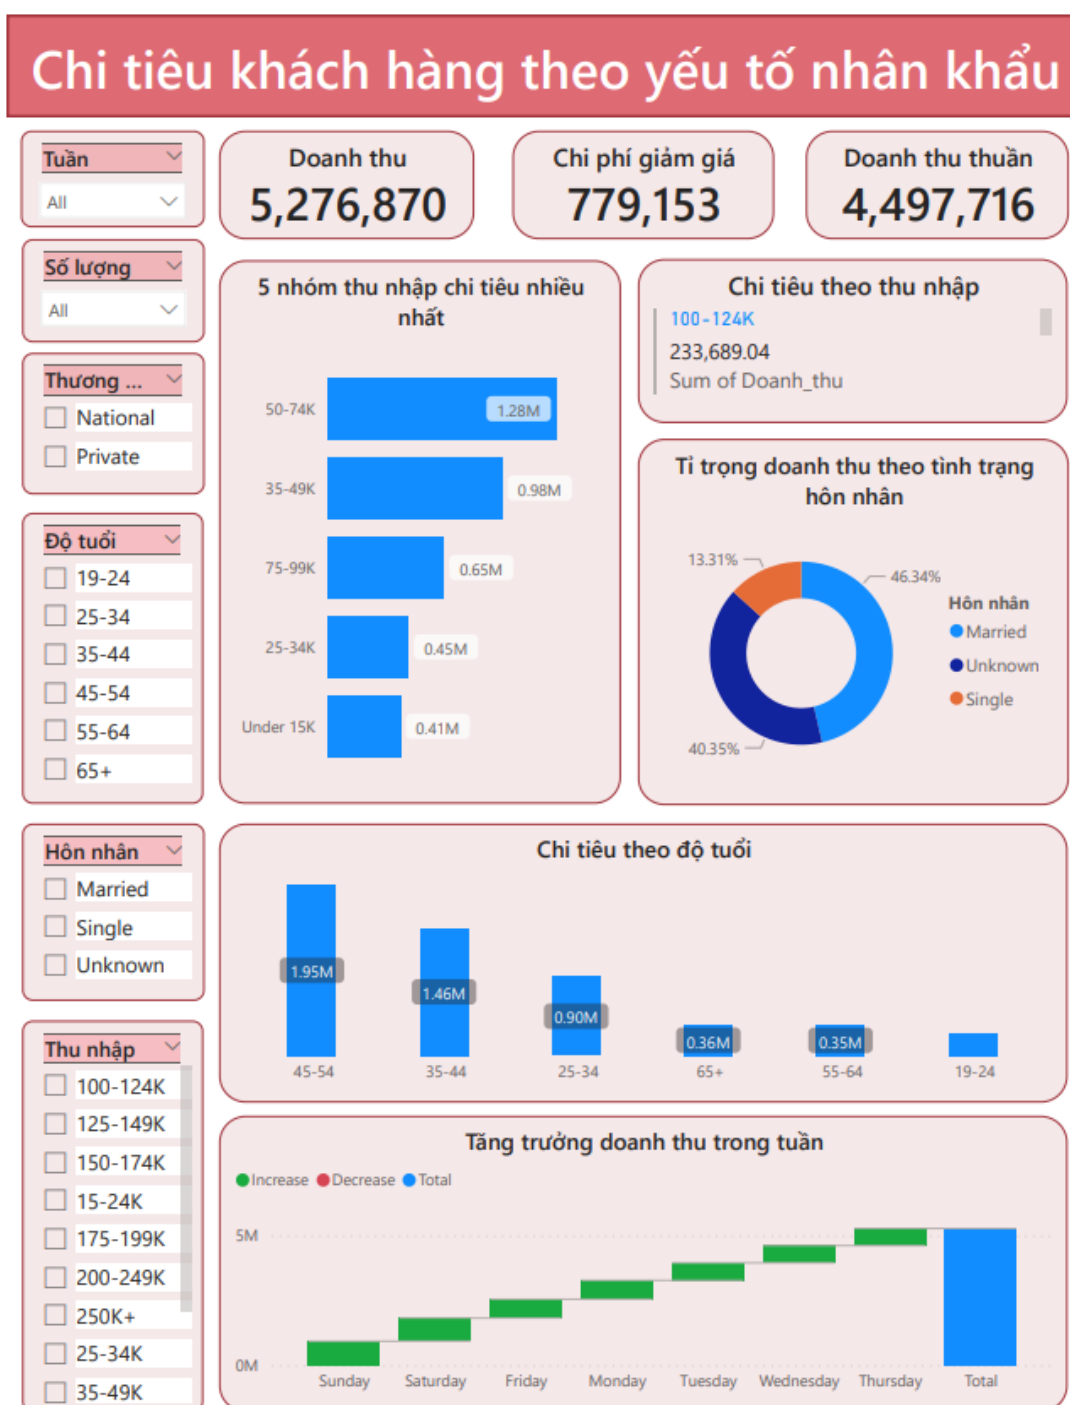 Chi tiêu khách hàng theo yếu tố nhân khẩu
Tuần
All
Số lượng
All
Thương ...
National
Private
Độ tuổi
19-24
25-34
35-44
45-54
55-64
65+
Hôn nhân
Married
Single
Unknown
Thu nhập
100-124K
125-149K
150-174K
15-24K
175-199K
200-249K
250K+
25-34K
35-49K
Doanh thu
5,276,870
Chi phí giảm giá
779,153
Doanh thu thuần
4,497,716
5 nhóm thu nhập chi tiêu nhiều
nhất
50-74K
1.28M
35-49K
0.98M
75-99K
0.65M
25-34K
0.45M
Under 15K
0.41M
Chi tiêu theo thu nhập
100-124K
233,689.04
Sum of Doanh_thu
Tỉ trọng doanh thu theo tình trạng
hôn nhân
13.31%
46.34%
40.35%
Hôn nhân
Married
Unknown
Single
Chi tiêu theo độ tuổi
1.95M
1.46M
0.90M
0.36M
0.35M
45-54
35-44
25-34
65+
55-64
19-24
Tăng trưởng doanh thu trong tuần
Increase
Decrease
Total
5M
0M
Sunday
Saturday
Friday
Monday
Tuesday
Wednesday
Thursday
Total